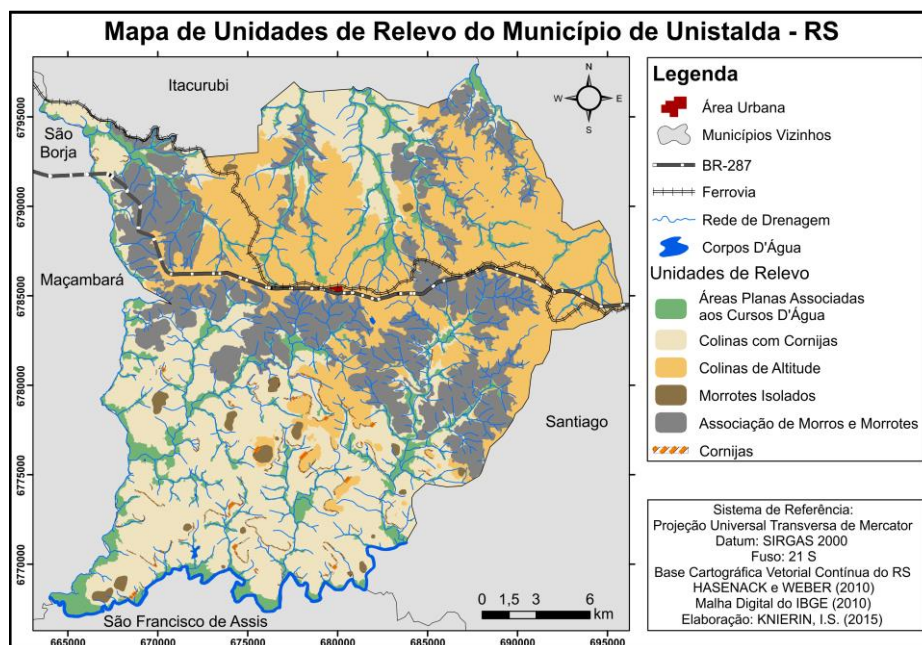 Mapa de Unidades de Relevo do Município de Unistalda - RS
Itacurubi
São
Borja
Maçambará
Santiago
São Francisco de Assis
N
W
E
S
6795000
6790000
6785000
6780000
6775000
6770000
665000
670000
675000
680000
685000
690000
695000
0 1,5 3 6
km
Legenda
Área Urbana
Municípios Vizinhos
BR-287
Ferrovia
Rede de Drenagem
Corpos D'Água
Unidades de Relevo
Áreas Planas Associadas
aos Cursos D'Água
Colinas com Cornijas
Colinas de Altitude
Morrotes Isolados
Associação de Morros e Morrotes
Cornijas
Sistema de Referência:
Projeção Universal Transversa de Mercator
Datum: SIRGAS 2000
Fuso: 21 S
Base Cartográfica Vetorial Contínua do RS
HASENACK e WEBER (2010)
Malha Digital do IBGE (2010)
Elaboração: KNIERIN, I.S. (2015)